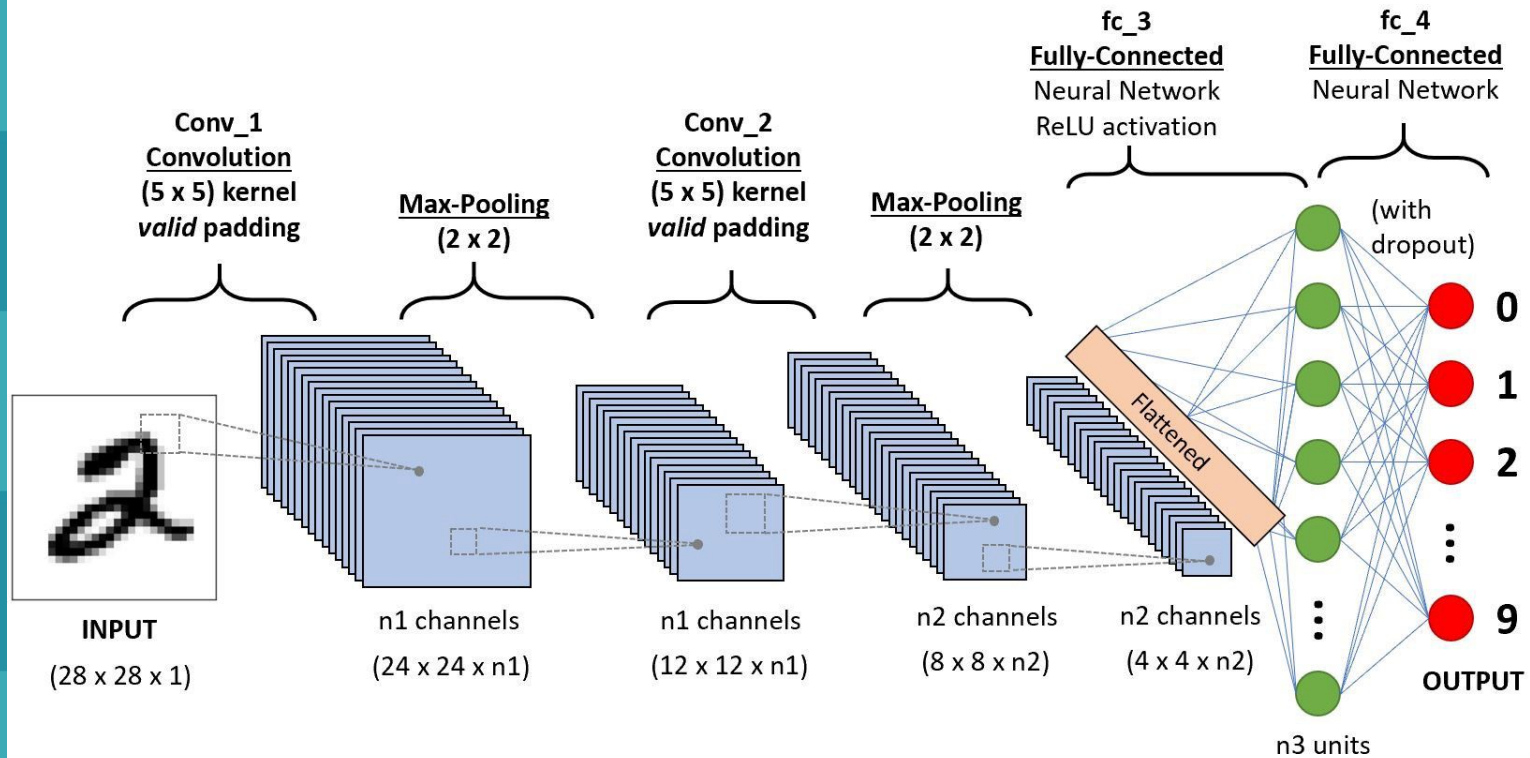 Conv_1
Convolution
(5 x 5) kernel
valid padding
Max-Pooling
(2 x 2)
Conv_2
Convolution
(5 x 5) kernel
valid padding
Max-Pooling
(2 x 2)
fc_3
Fully-Connected
Neural Network
ReLU activation
fc_4
Fully-Connected
Neural Network
(with
dropout)
Flattened
0
1
2
9
OUTPUT
INPUT
(28 x 28 x 1)
n1 channels
(24 x 24 x n1)
n1 channels
(12 x 12 x n1)
n2 channels
(8 x 8 x n2)
n2 channels
(4 x 4 x n2)
n3 units
2